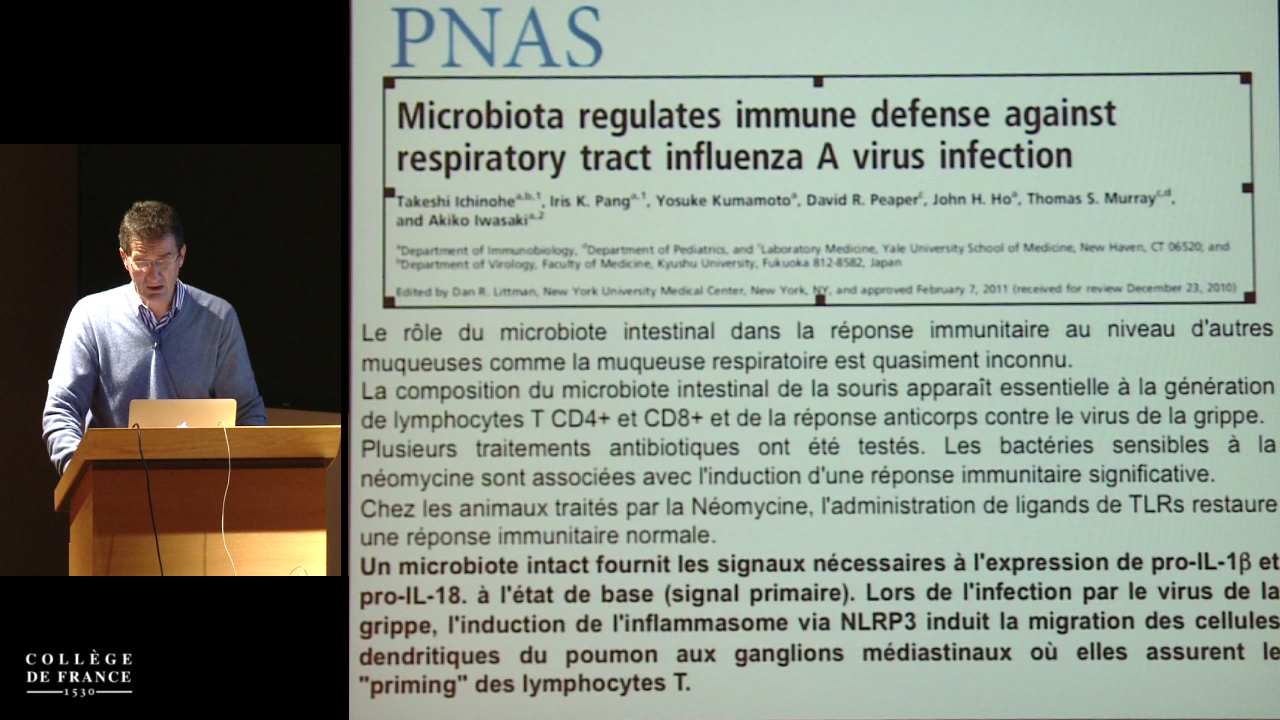 PNAS
Microbiota regulates immune defense against
respiratory tract influenza A virus infection
Takeshi Ichinohe^a,b,1, Iris K. Pang^a,1, Yosuke Kumamoto^a, David R. Peaper^c, John H. Ho^a, Thomas S. Murray^c,d,
and Akiko Iwasaki^a,2
^aDepartment of Immunobiology, ^dDepartment of Pediatrics, and ^cLaboratory Medicine, Yale University School of Medicine, New Haven, CT 06520; and
^bDepartment of Virology, Faculty of Medicine, Kyushu University, Fukuoka 812-8582, Japan
Edited by Dan R. Littman, New York University Medical Center, New York, NY, and approved February 7, 2011 (received for review December 23, 2010)
Le rôle du microbiote intestinal dans la réponse immunitaire au niveau d'autres
muqueuses comme la muqueuse respiratoire est quasiment inconnu.
La composition du microbiote intestinal de la souris apparaît essentielle à la génération
de lymphocytes T CD4+ et CD8+ et de la réponse anticorps contre le virus de la grippe.
Plusieurs traitements antibiotiques ont été testés. Les bactéries sensibles à la
néomycine sont associées avec l'induction d'une réponse immunitaire significative.
Chez les animaux traités par la Néomycine, l'administration de ligands de TLRs restaure
une réponse immunitaire normale.
Un microbiote intact fournit les signaux nécessaires à l'expression de pro-IL-1β et
pro-IL-18. à l'état de base (signal primaire). Lors de l'infection par le virus de la
grippe, l'induction de l'inflammasome via NLRP3 induit la migration des cellules
dendritiques du poumon aux ganglions médiastinaux où elles assurent le
"priming" des lymphocytes T.
COLLÈGE
DE FRANCE
1530